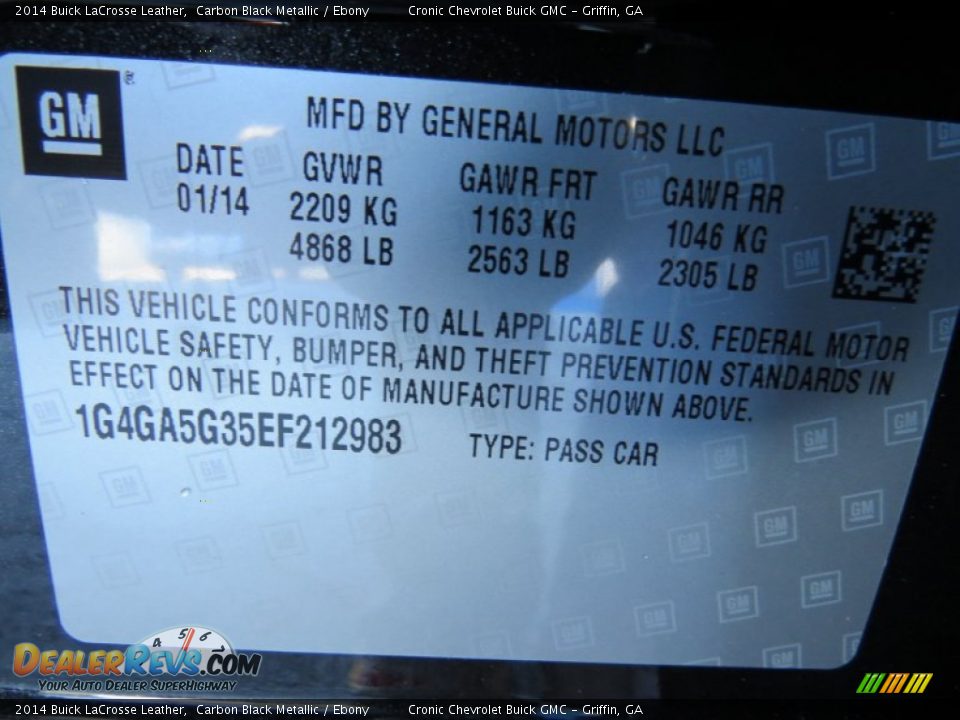 2014 Buick LaCrosse Leather, Carbon Black Metallic / Ebony Cronic Chevrolet Buick GMC - Griffin, GA
GM
MFD BY GENERAL MOTORS LLC
DATE GVWR GAWR FRT GAWR RR
01/14 2209 KG 1163 KG 1046 KG
4868 LB 2563 LB 2305 LB
THIS VEHICLE CONFORMS TO ALL APPLICABLE U.S. FEDERAL MOTOR
VEHICLE SAFETY, BUMPER, AND THEFT PREVENTION STANDARDS IN
EFFECT ON THE DATE OF MANUFACTURE SHOWN ABOVE.
1G4GA5G35EF212983 TYPE: PASS CAR
4 5 6
DEALERREVS.COM
YOUR AUTO DEALER SUPERHIGHWAY
2014 Buick LaCrosse Leather, Carbon Black Metallic / Ebony Cronic Chevrolet Buick GMC - Griffin, GA